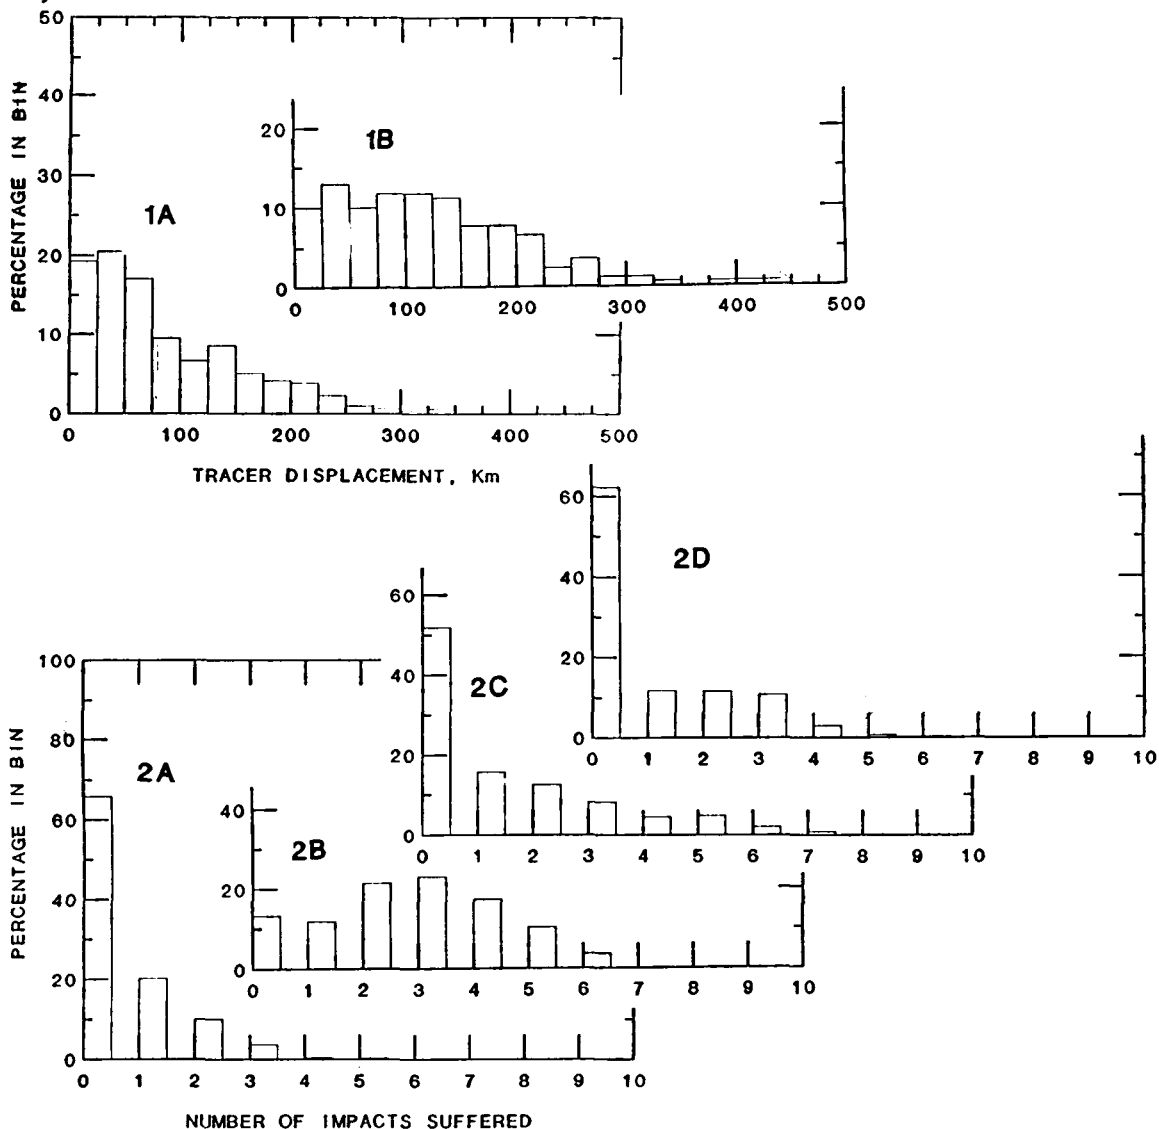 50
40
30
20
10
0
PERCENTAGE IN BIN
1A
0 100 200 300 400 500
TRACER DISPLACEMENT, Km
20
10
0
1B
0 100 200 300 400 500
60
40
20
0
2D
0 1 2 3 4 5 6 7 8 9 10
60
40
20
0
2C
0 1 2 3 4 5 6 7 8 9 10
40
20
0
2B
0 1 2 3 4 5 6 7 8 9 10
100
80
60
40
20
0
PERCENTAGE IN BIN
2A
0 1 2 3 4 5 6 7 8 9 10
NUMBER OF IMPACTS SUFFERED